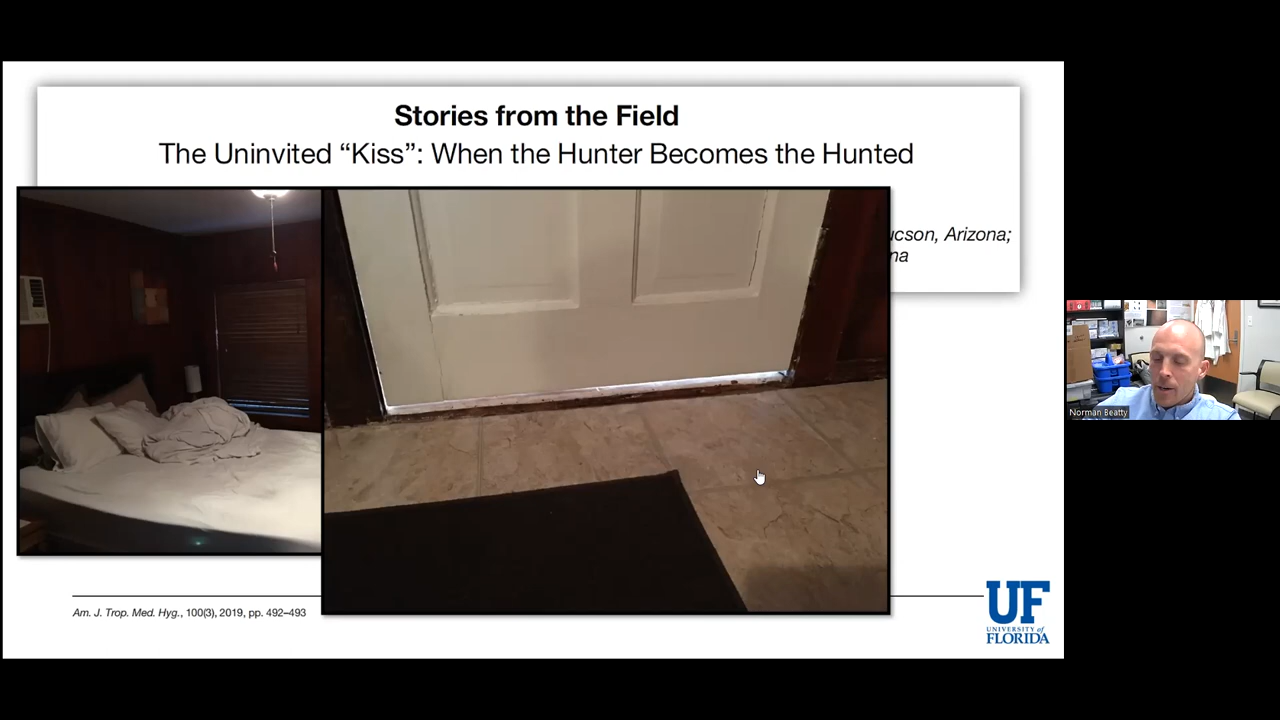 Stories from the Field
The Uninvited “Kiss”: When the Hunter Becomes the Hunted
ucson, Arizona;
na
Norman Beatty
Am. J. Trop. Med. Hyg., 100(3), 2019, pp. 492–493
UF
UNIVERSITY of
FLORIDA